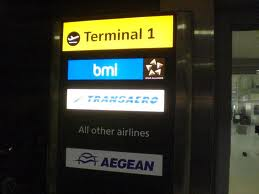 Terminal 1
bmi
TRANSAERO
All other airlines
AEGEAN